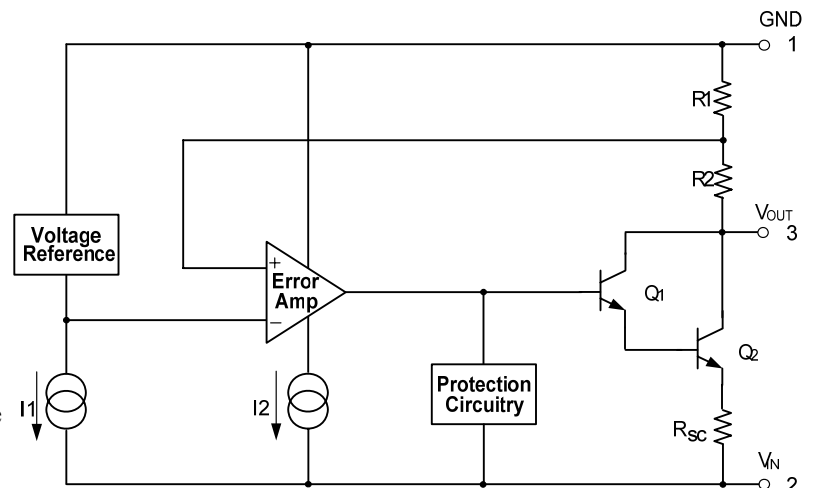 GND
1
R1
R2
VOUT
3
Voltage
Reference
+
Error
Amp
−
Q1
Q2
I1
I2
Protection
Circuitry
RSC
VIN
2